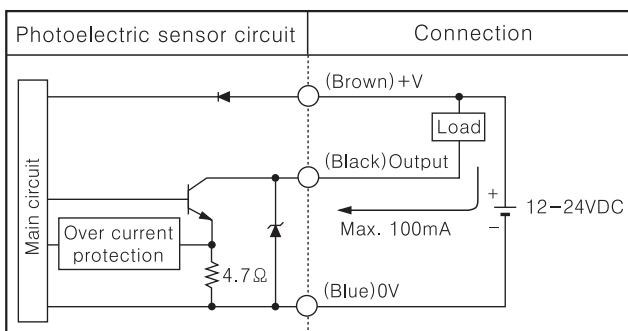 Photoelectric sensor circuit
Connection
(Brown)+V
Load
(Black)Output
Main circuit
+
12-24VDC
-
Over current
protection
Max. 100mA
4.7Ω
(Blue)0V